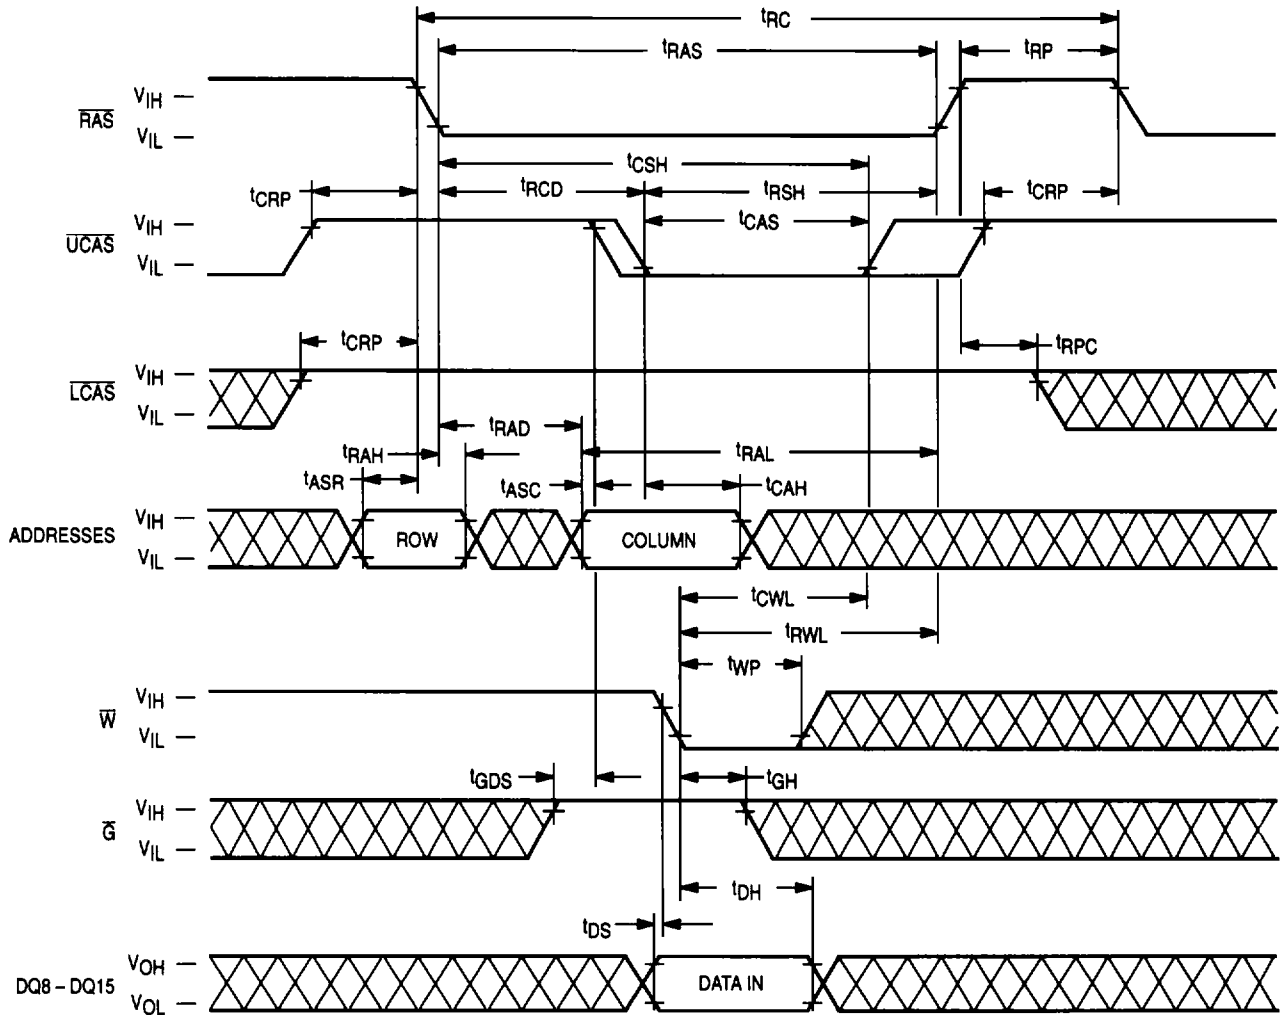 tRC
tRAS
tRP
RAS
VIH
VIL
tCSH
tCRP
tRCD
tRSH
tCRP
tCAS
UCAS
VIH
VIL
tCRP
tRPC
LCAS
VIH
VIL
tRAD
tRAH
tRAL
tASR
tASC
tCAH
ADDRESSES
VIH
VIL
ROW
COLUMN
tCWL
tRWL
tWP
W
VIH
VIL
tGDS
tGH
G
VIH
VIL
tDH
tDS
DQ8 – DQ15
VOH
VOL
DATA IN